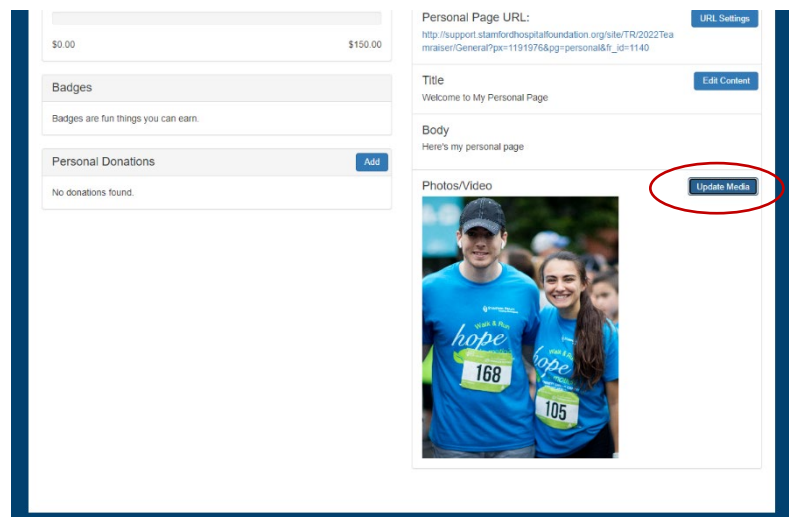 $0.00 $150.00
Badges
Badges are fun things you can earn.
Personal Donations Add
No donations found.
Personal Page URL: URL Settings
http://support.stamfordhospitalfoundation.org/site/TR/2022Tea
mraiser/General?px=1191976&pg=personal&fr_id=1140
Title Edit Content
Welcome to My Personal Page
Body
Here's my personal page
Photos/Video Update Media
Walk & Run
hope
168
Walk &
hope
105